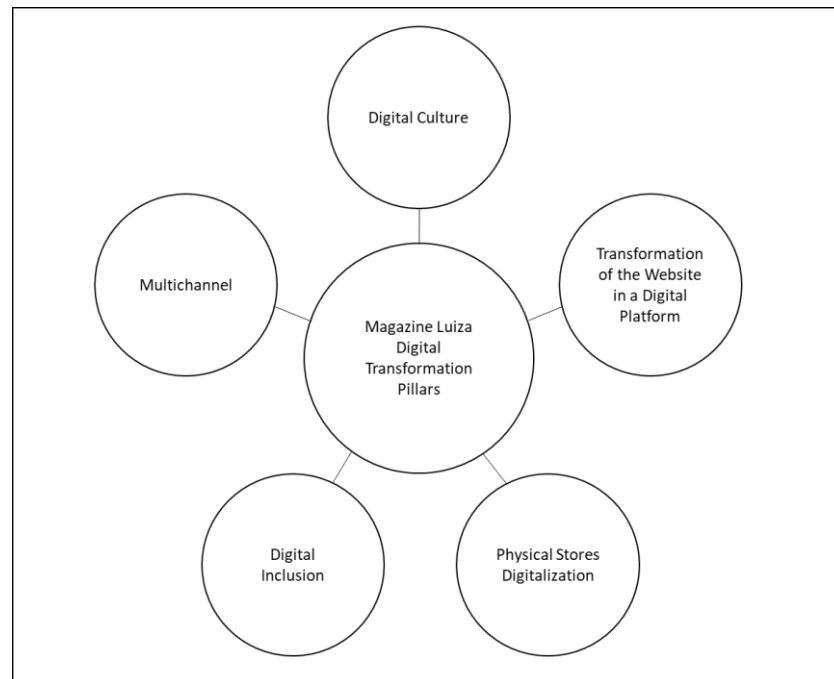 Digital Culture
Multichannel
Transformation
of the Website
in a Digital
Platform
Magazine Luiza
Digital
Transformation
Pillars
Digital
Inclusion
Physical Stores
Digitalization